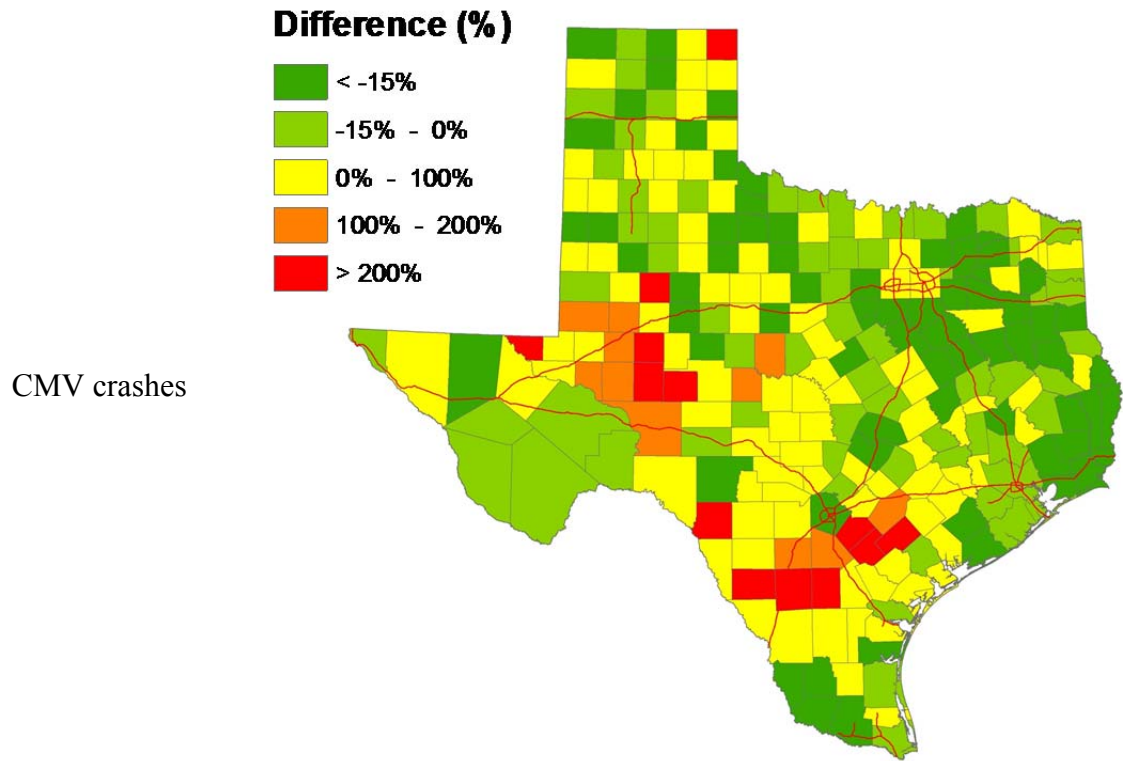 Difference (%)
< -15%
-15% - 0%
0% - 100%
100% - 200%
> 200%
CMV crashes